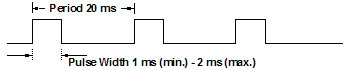 Period 20 ms
Pulse Width 1 ms (min.) - 2 ms (max.)